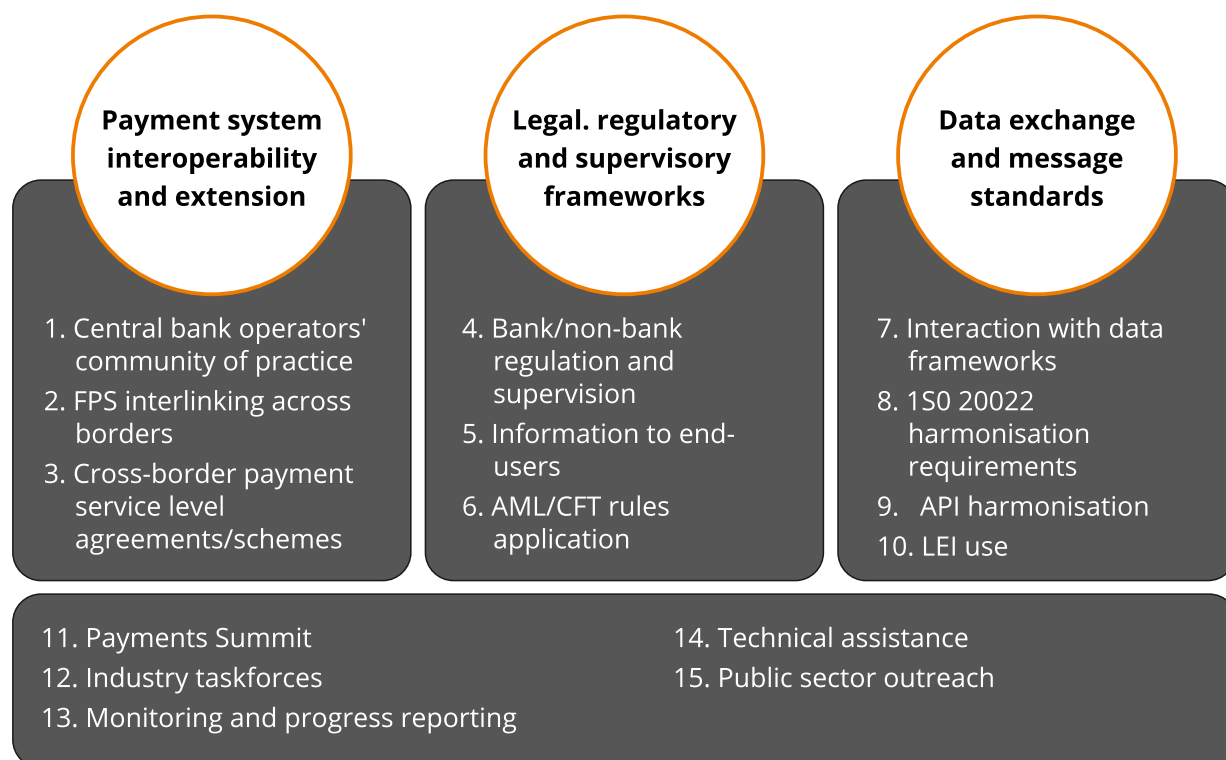 Payment system
interoperability
and extension
1. Central bank operators'
community of practice
2. FPS interlinking across
borders
3. Cross-border payment
service level
agreements/schemes
Legal. regulatory
and supervisory
frameworks
4. Bank/non-bank
regulation and
supervision
5. Information to end-
users
6. AML/CFT rules
application
Data exchange
and message
standards
7. Interaction with data
frameworks
8. 1S0 20022
harmonisation
requirements
9. API harmonisation
10. LEI use
11. Payments Summit
12. Industry taskforces
13. Monitoring and progress reporting
14. Technical assistance
15. Public sector outreach